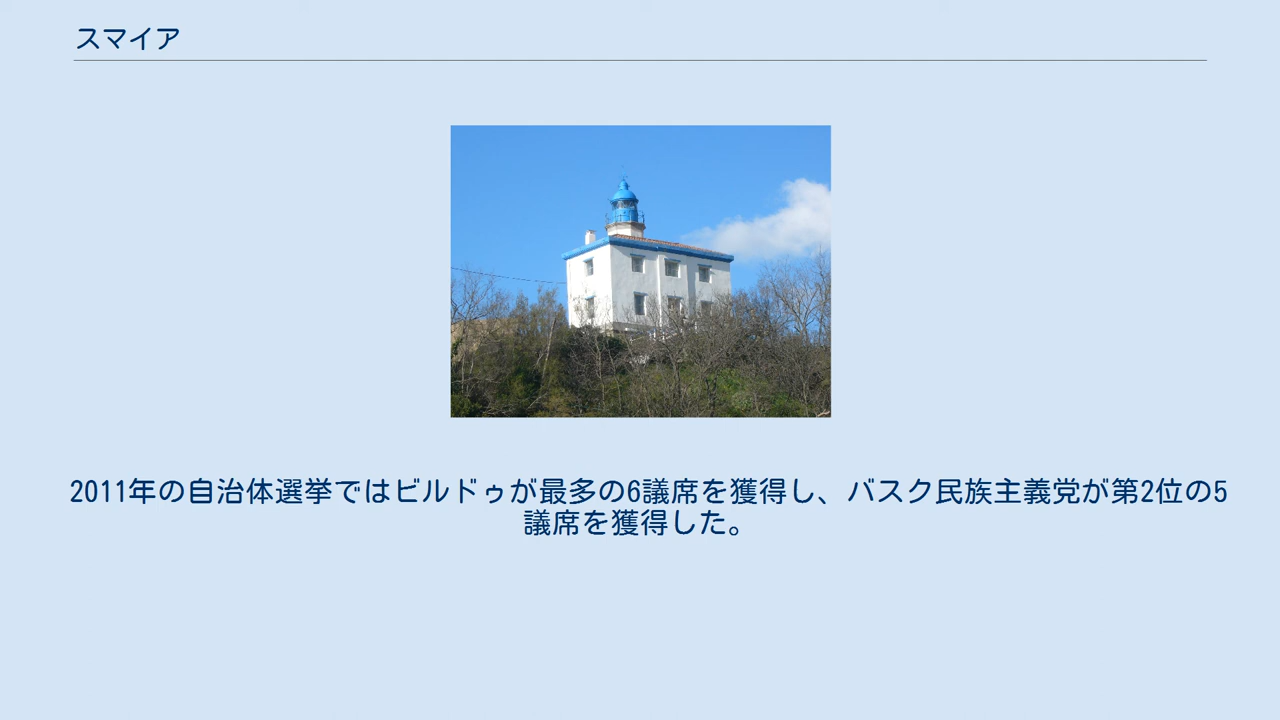 スマイア
2011年の自治体選挙ではビルドゥが最多の6議席を獲得し、バスク民族主義党が第2位の5
議席を獲得した。